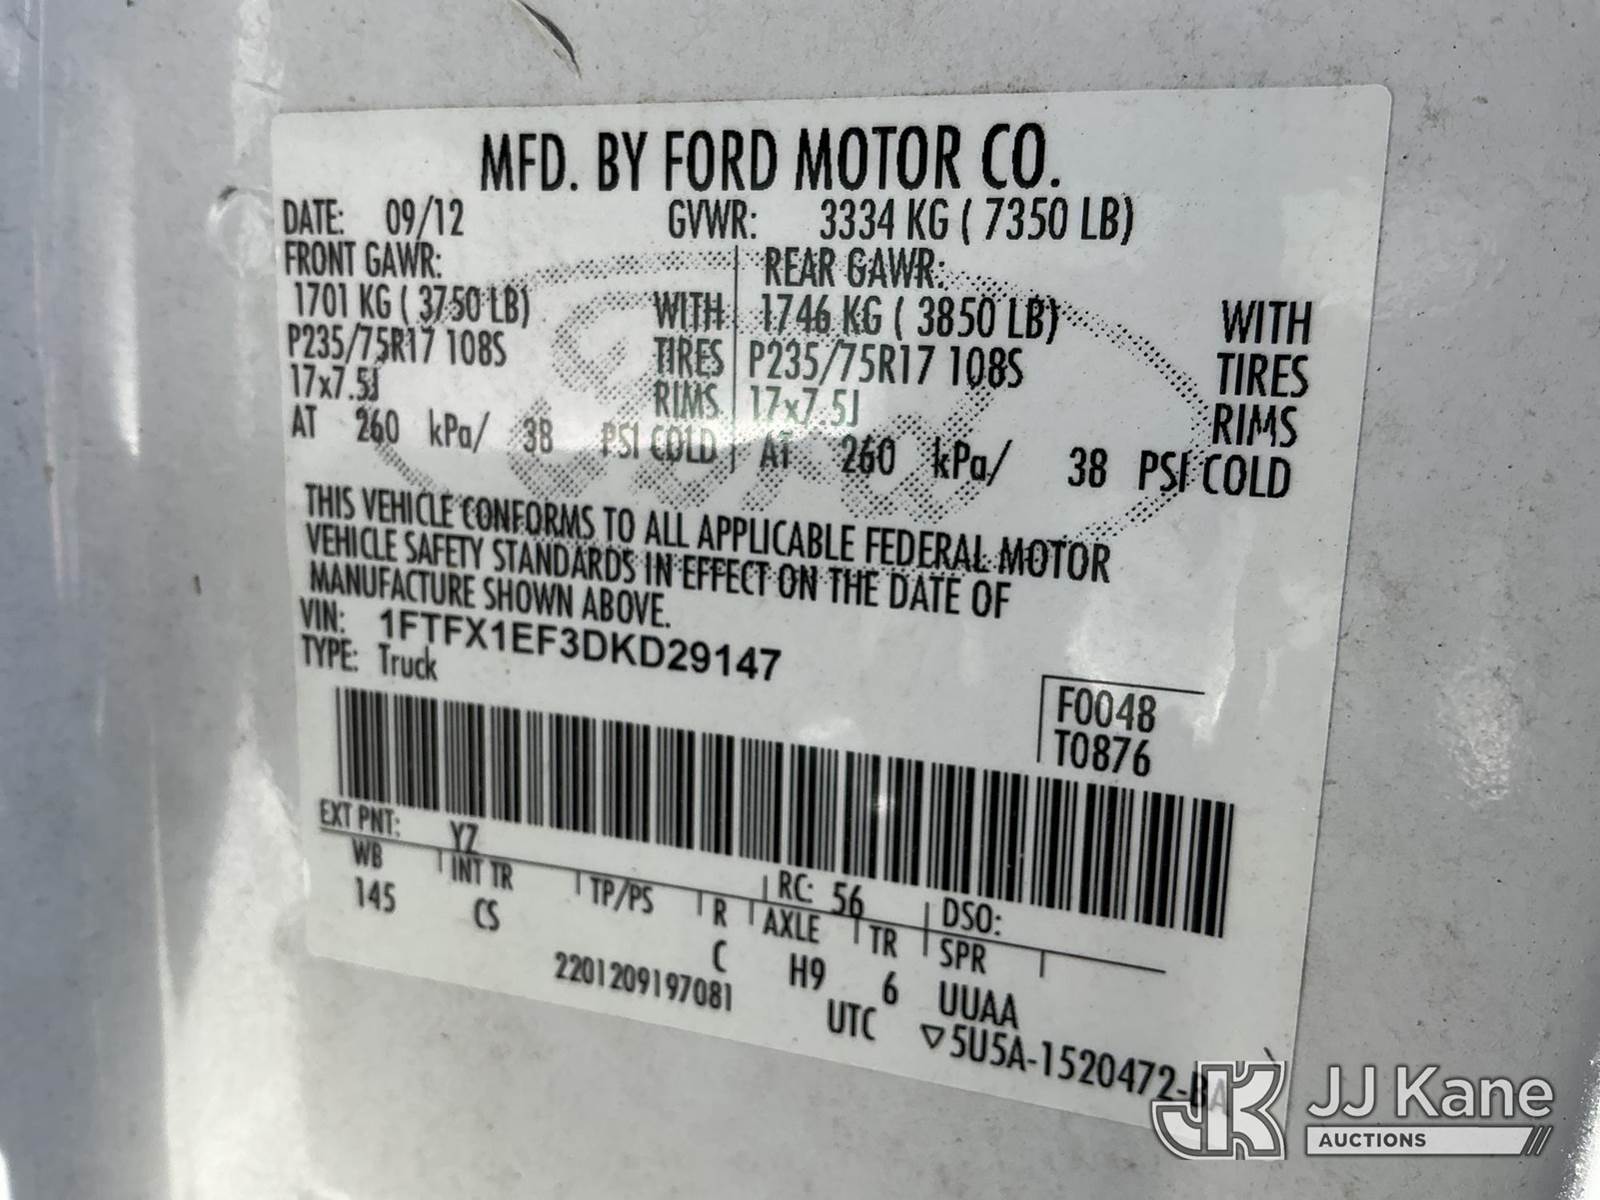 MFD. BY FORD MOTOR CO.
DATE: 09/12 GVWR: 3334 KG ( 7350 LB)
FRONT GAWR: REAR GAWR:
1701 KG ( 3750 LB) WITH 1746 KG ( 3850 LB) WITH
P235/75R17 108S TIRES P235/75R17 108S TIRES
17x7.5J RIMS 17x7.5J RIMS
AT 260 kPa/ 38 PSI COLD AT 260 kPa/ 38 PSI COLD
THIS VEHICLE CONFORMS TO ALL APPLICABLE FEDERAL MOTOR
VEHICLE SAFETY STANDARDS IN EFFECT ON THE DATE OF
MANUFACTURE SHOWN ABOVE.
VIN: 1FTFX1EF3DKD29147
TYPE: Truck
F0048
T0876
EXT PNT: YZ RC: 56 DSO:
WB INT TR TP/PS R AXLE TR SPR
145 CS C H9 6 UUAA
2201209197081 UTC ▽5U5A-1520472-BA
Ford
JJ Kane
AUCTIONS
JK